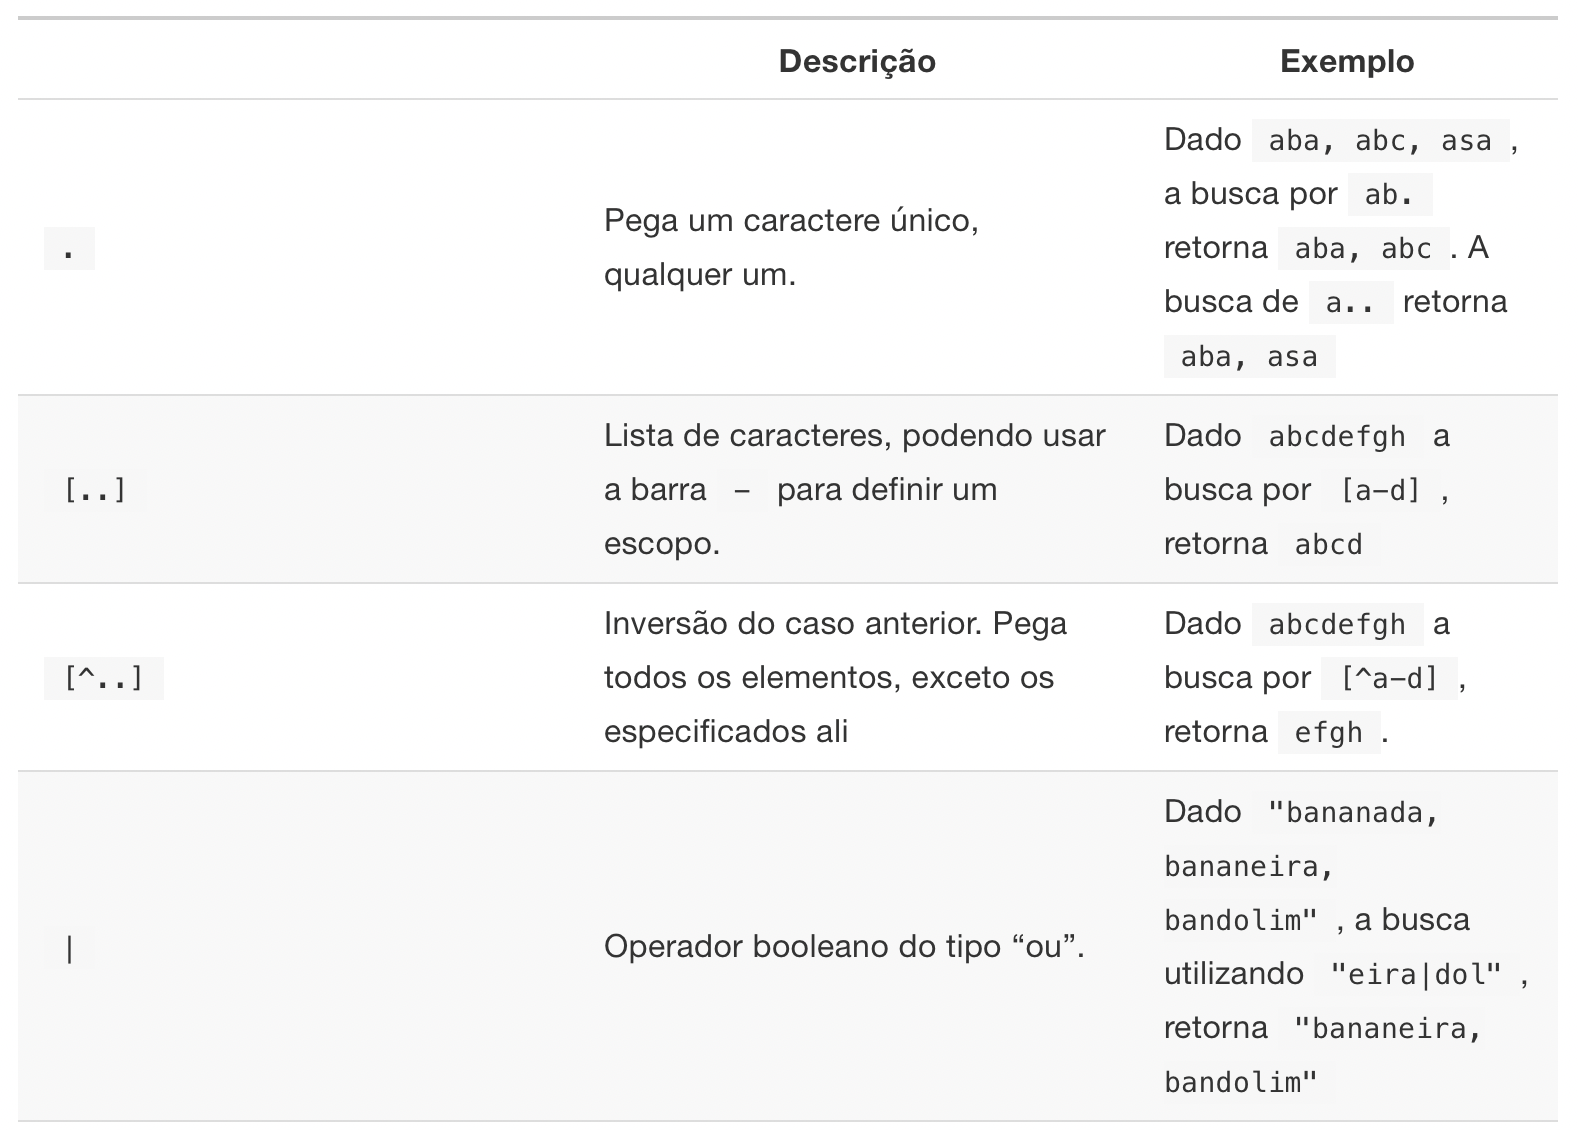 Descrição Exemplo
.
Pega um caractere único,
qualquer um.
Dado aba, abc, asa ,
a busca por ab.
retorna aba, abc . A
busca de a.. retorna
aba, asa
[..]
Lista de caracteres, podendo usar
a barra - para definir um
escopo.
Dado abcdefgh a
busca por [a-d] ,
retorna abcd
[^..]
Inversão do caso anterior. Pega
todos os elementos, exceto os
especificados ali
Dado abcdefgh a
busca por [^a-d] ,
retorna efgh .
|
Operador booleano do tipo “ou”.
Dado "bananada,
bananeira,
bandolim" , a busca
utilizando "eira|dol" ,
retorna "bananeira,
bandolim"